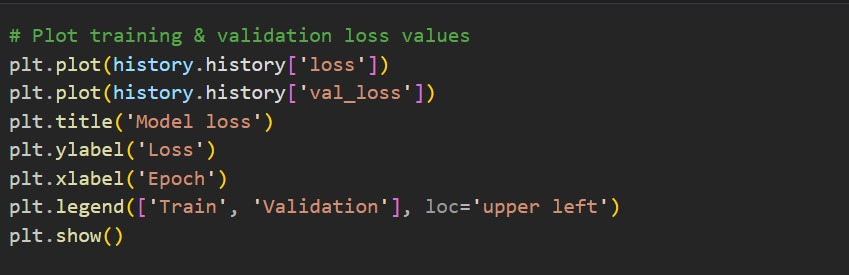 # Plot training & validation loss values
plt.plot(history.history['loss'])
plt.plot(history.history['val_loss'])
plt.title('Model loss')
plt.ylabel('Loss')
plt.xlabel('Epoch')
plt.legend(['Train', 'Validation'], loc='upper left')
plt.show()